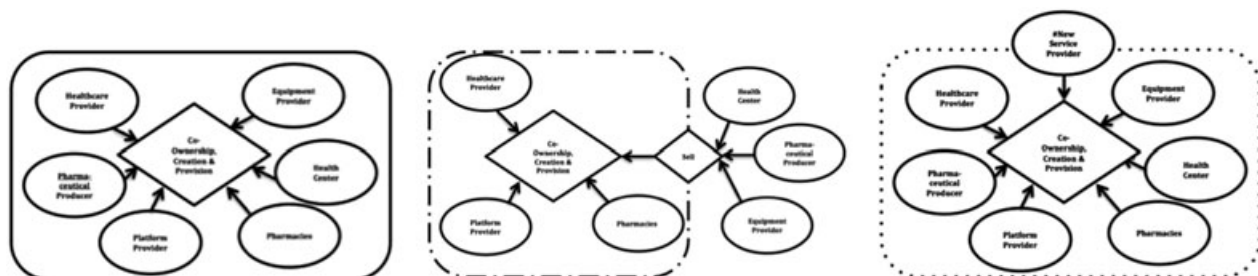 Healthcare
Provider
Equipment
Provider
Co-
Ownership,
Creation &
Provision
Pharma-
ceutical
Producer
Health
Center
Platform
Provider
Pharmacies
Healthcare
Provider
Health
Center
Co-
Ownership,
Creation &
Provision
Sell
Pharma-
ceutical
Producer
Platform
Provider
Pharmacies
Equipment
Provider
#New
Service
Provider
Healthcare
Provider
Equipment
Provider
Co-
Ownership,
Creation &
Provision
Pharma-
ceutical
Producer
Health
Center
Platform
Provider
Pharmacies